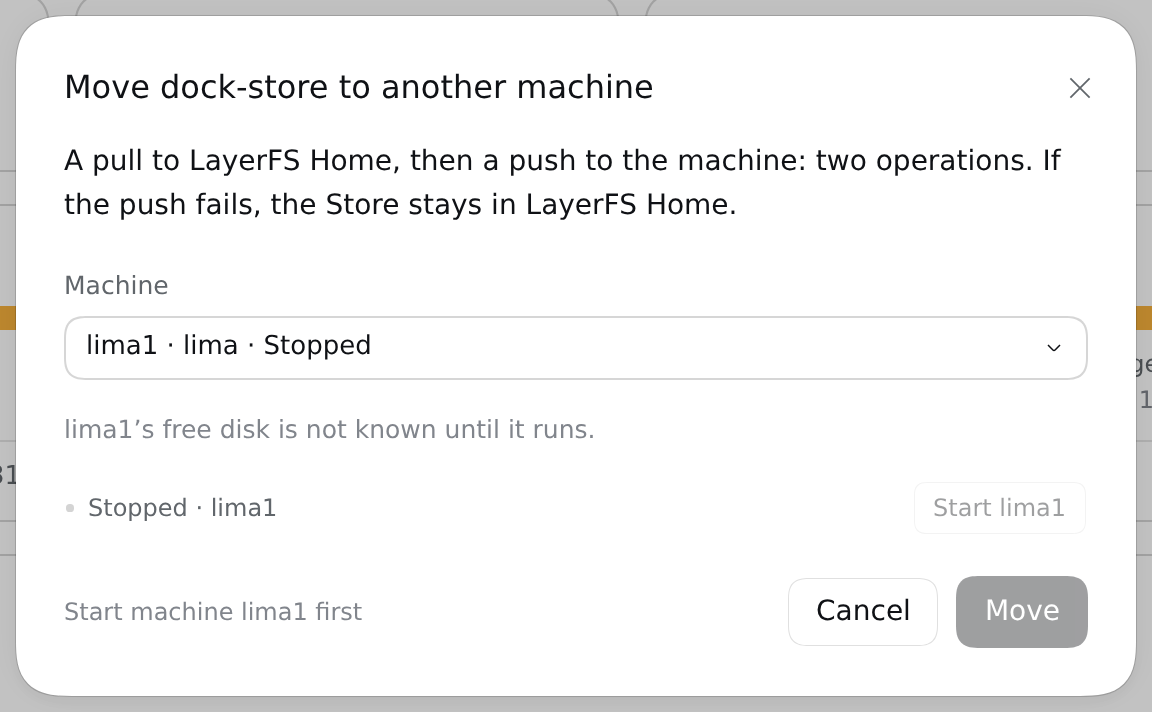 Move dock-store to another machine
A pull to LayerFS Home, then a push to the machine: two operations. If
the push fails, the Store stays in LayerFS Home.
Machine
lima1 · lima · Stopped
lima1’s free disk is not known until it runs.
Stopped · lima1
Start lima1
Start machine lima1 first
Cancel
Move